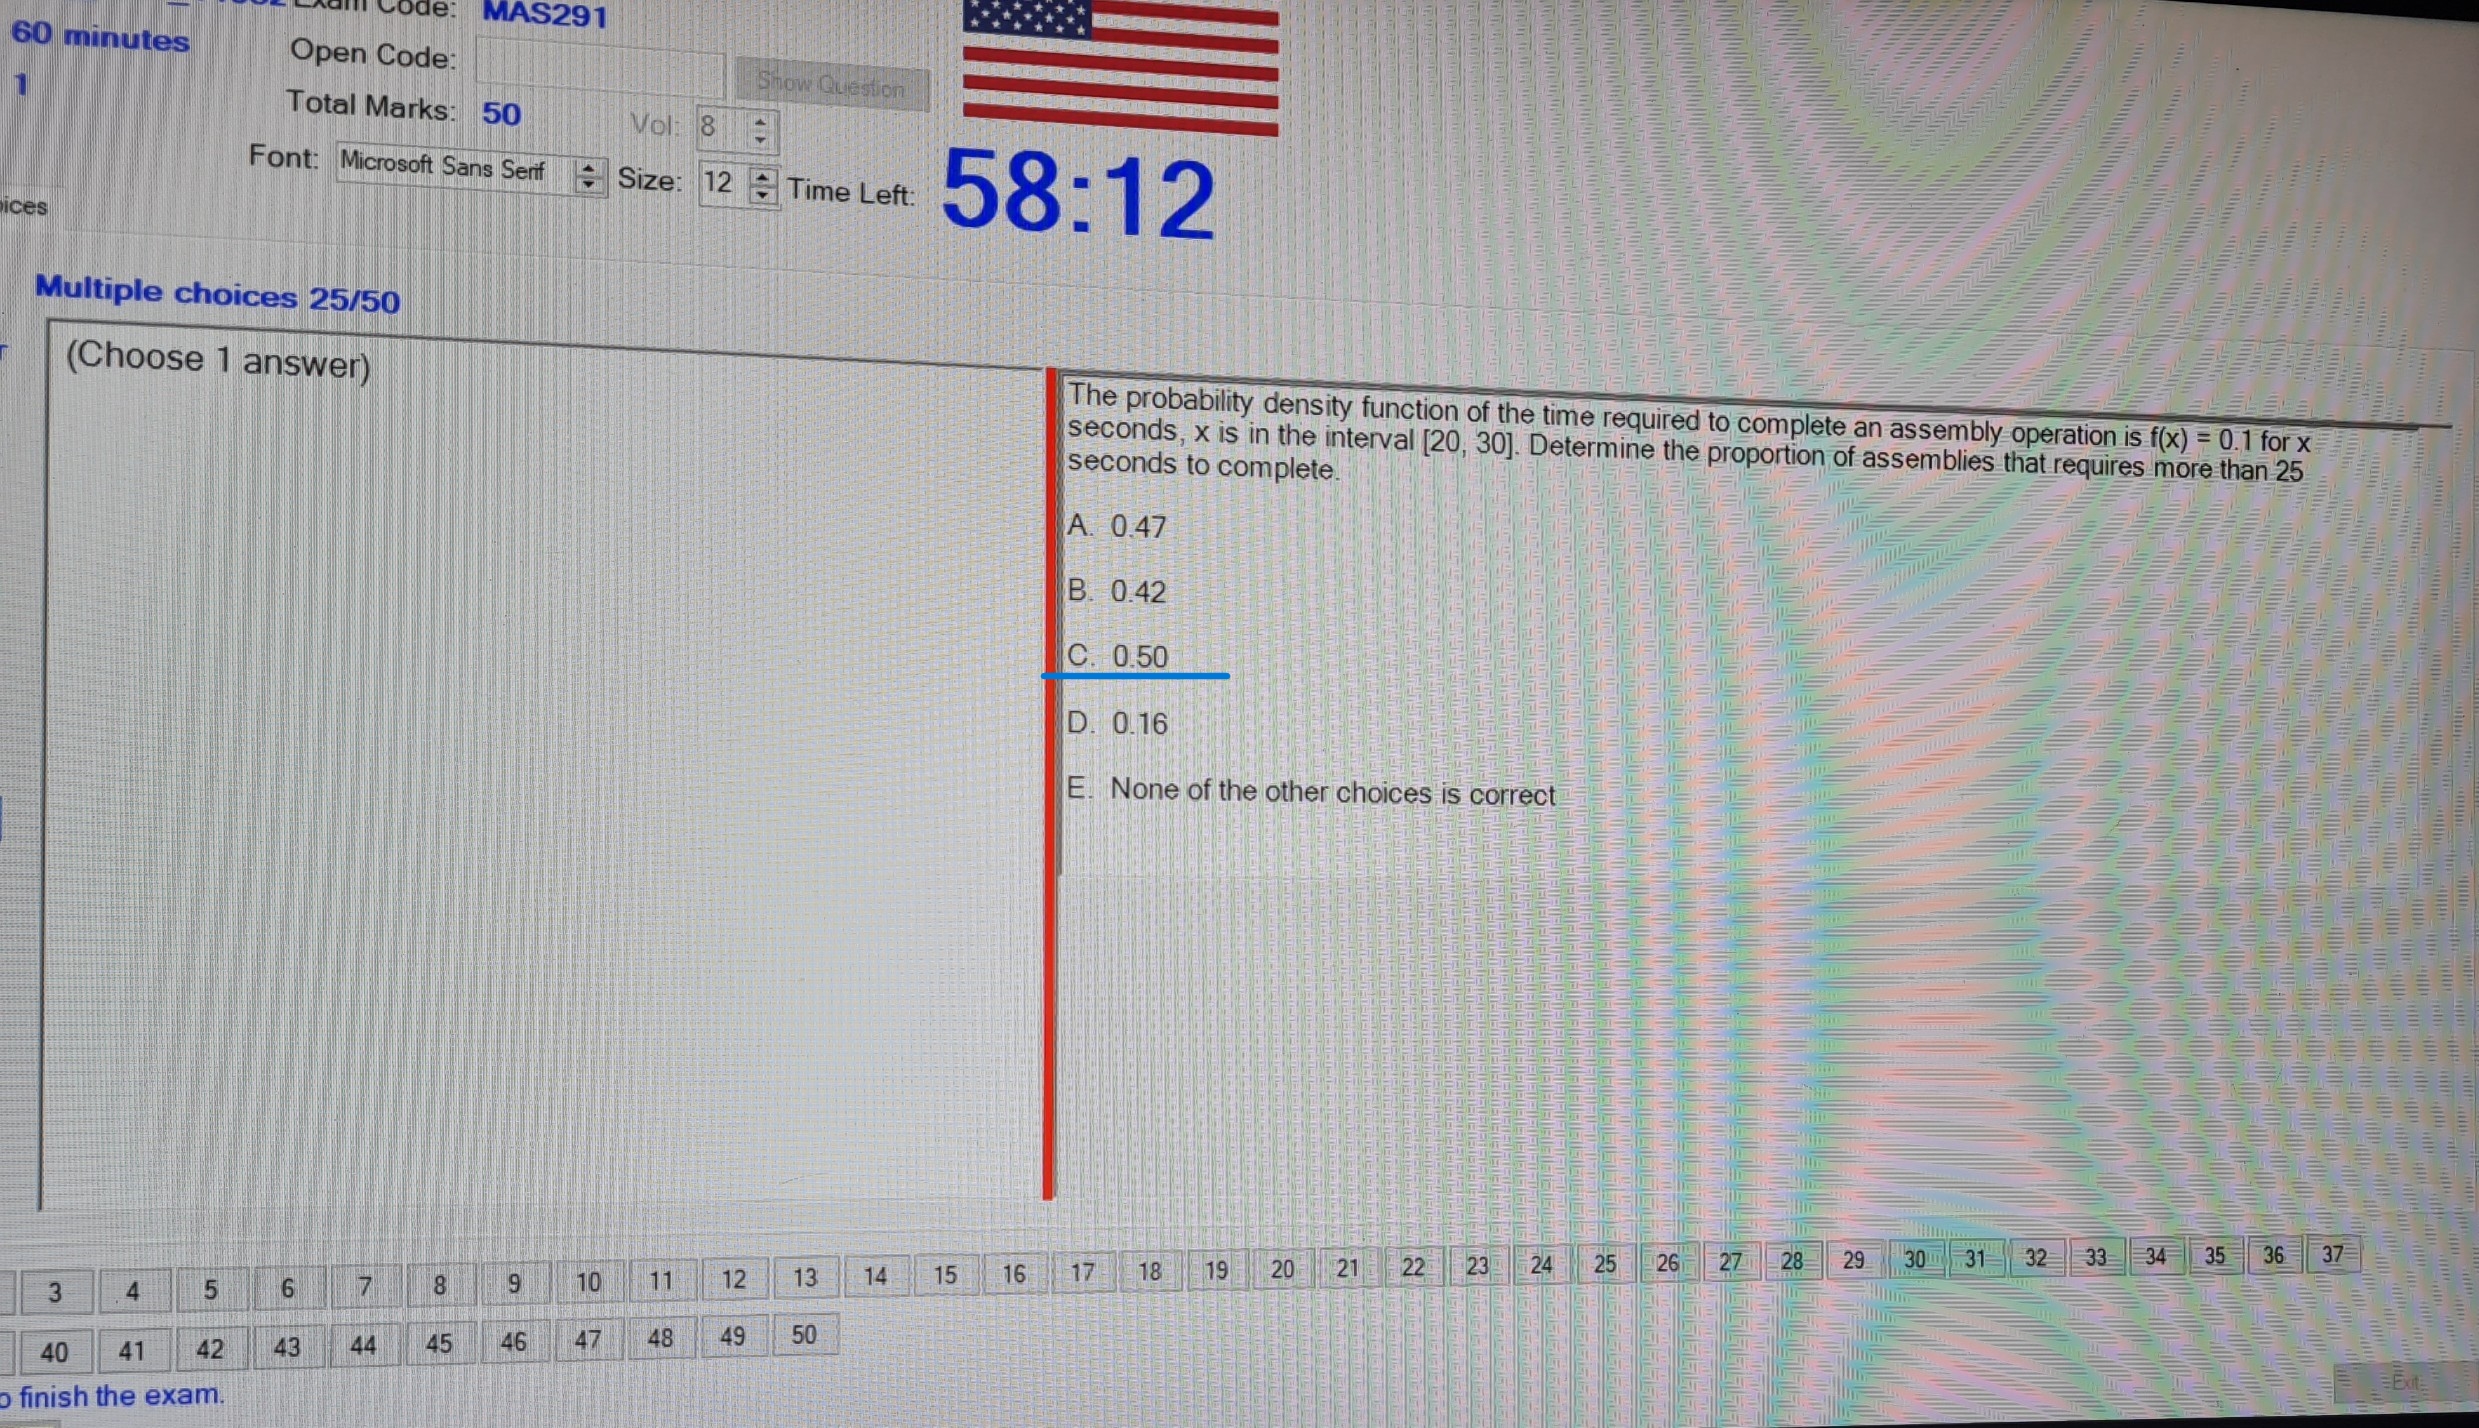 60 minutes
Code: MAS291
1
Open Code:
Show Question
Total Marks: 50
Vol: 8
Font: Microsoft Sans Serif
Size: 12
Time Left: 58:12
Multiple choices 25/50
(Choose 1 answer)
The probability density function of the time required to complete an assembly operation is f(x) = 0.1 for x
seconds, x is in the interval [20, 30]. Determine the proportion of assemblies that requires more than 25
seconds to complete.
A. 0.47
B. 0.42
C. 0.50
D. 0.16
E. None of the other choices is correct
3 4 5 6 7 8 9 10 11 12 13 14 15 16 17 18 19 20 21 22 23 24 25 26 27 28 29 30 31 32 33 34 35 36 37
40 41 42 43 44 45 46 47 48 49 50
finish the exam.
Exit